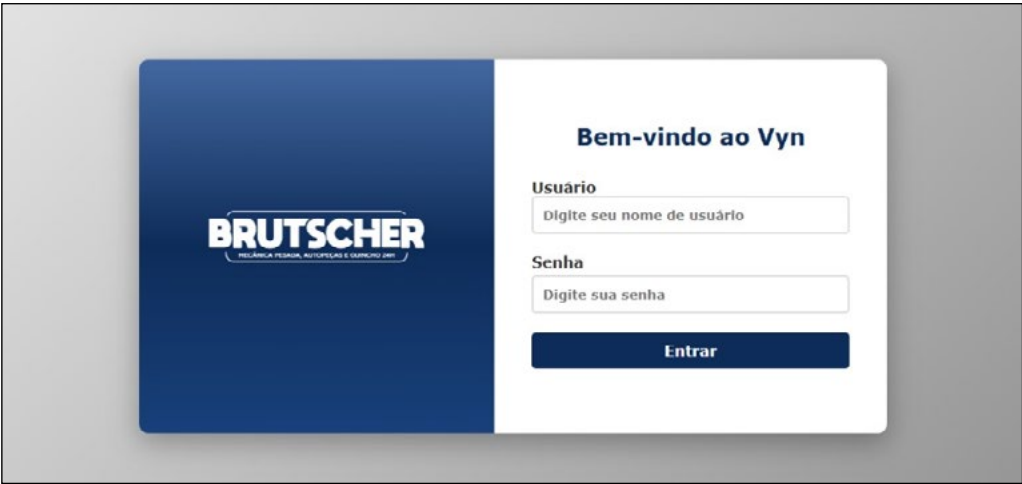 BRUTSCHER
MECÂNICA PESADA, AUTOPEÇAS E GUINCHO 24H
Bem-vindo ao Vyn
Usuário
Digite seu nome de usuário
Senha
Digite sua senha
Entrar